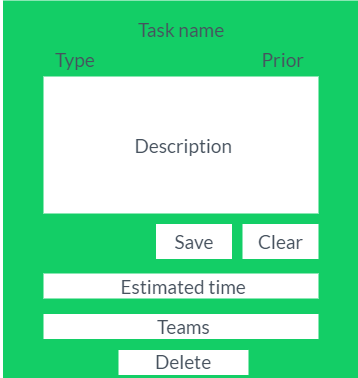 Task name
Type Prior
Description
Save Clear
Estimated time
Teams
Delete